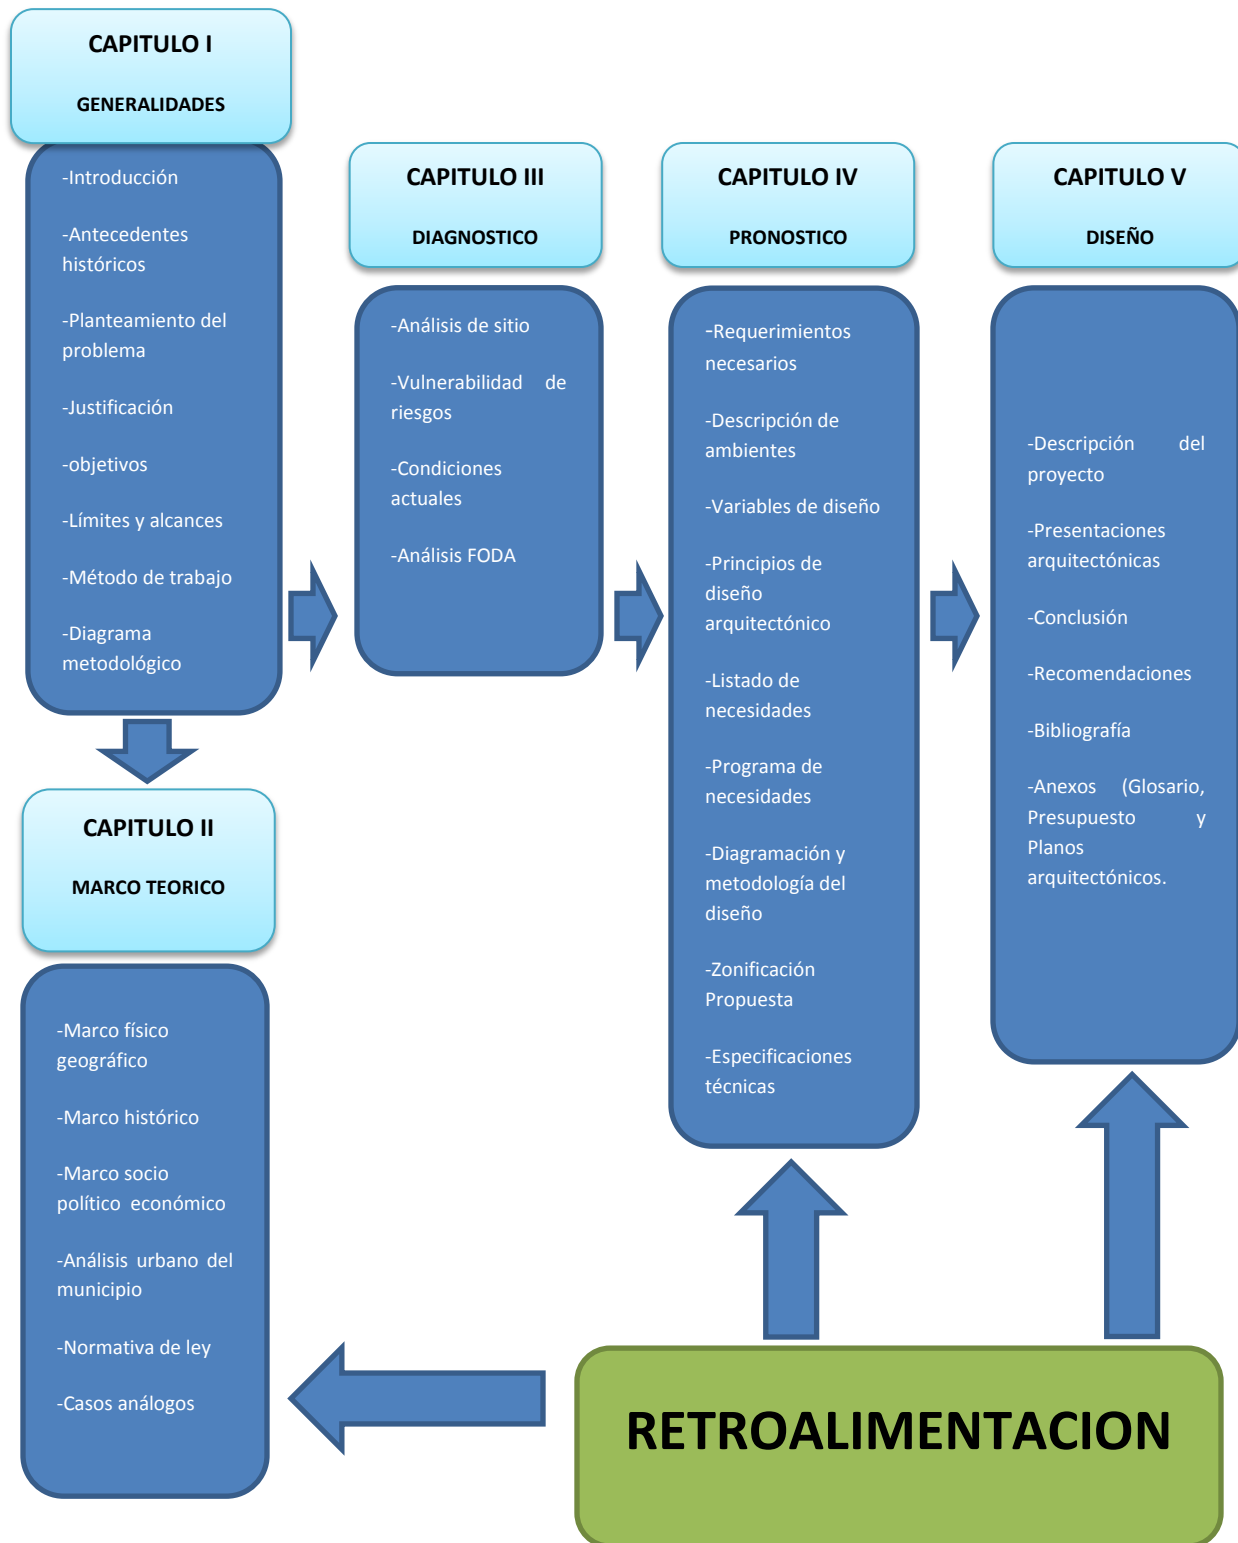 CAPITULO I
GENERALIDADES
-Introducción
-Antecedentes
históricos
-Planteamiento del
problema
-Justificación
-objetivos
-Límites y alcances
-Método de trabajo
-Diagrama
metodológico
CAPITULO II
MARCO TEORICO
-Marco físico
geográfico
-Marco histórico
-Marco socio
político económico
-Análisis urbano del
municipio
-Normativa de ley
-Casos análogos
CAPITULO III
DIAGNOSTICO
-Análisis de sitio
-Vulnerabilidad de
riesgos
-Condiciones
actuales
-Análisis FODA
CAPITULO IV
PRONOSTICO
-Requerimientos
necesarios
-Descripción de
ambientes
-Variables de diseño
-Principios de
diseño
arquitectónico
-Listado de
necesidades
-Programa de
necesidades
-Diagramación y
metodología del
diseño
-Zonificación
Propuesta
-Especificaciones
técnicas
CAPITULO V
DISEÑO
-Descripción del
proyecto
-Presentaciones
arquitectónicas
-Conclusión
-Recomendaciones
-Bibliografía
-Anexos (Glosario,
Presupuesto y
Planos
arquitectónicos.
RETROALIMENTACION